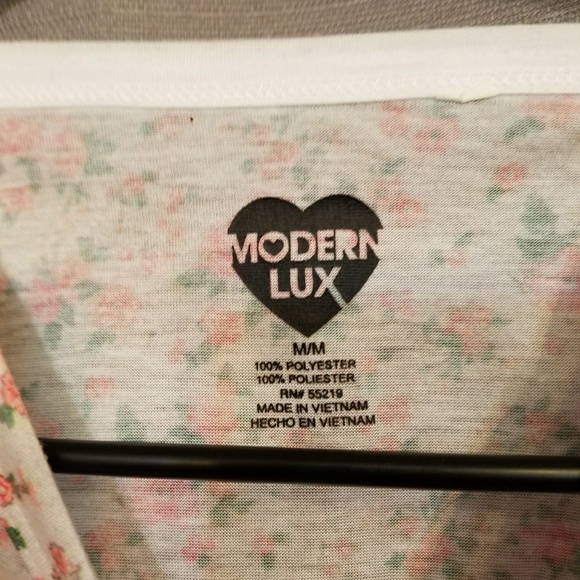 MODERN
LUX
M/M
100% POLYESTER
100% POLIESTER
RN# 55219
MADE IN VIETNAM
HECHO EN VIETNAM